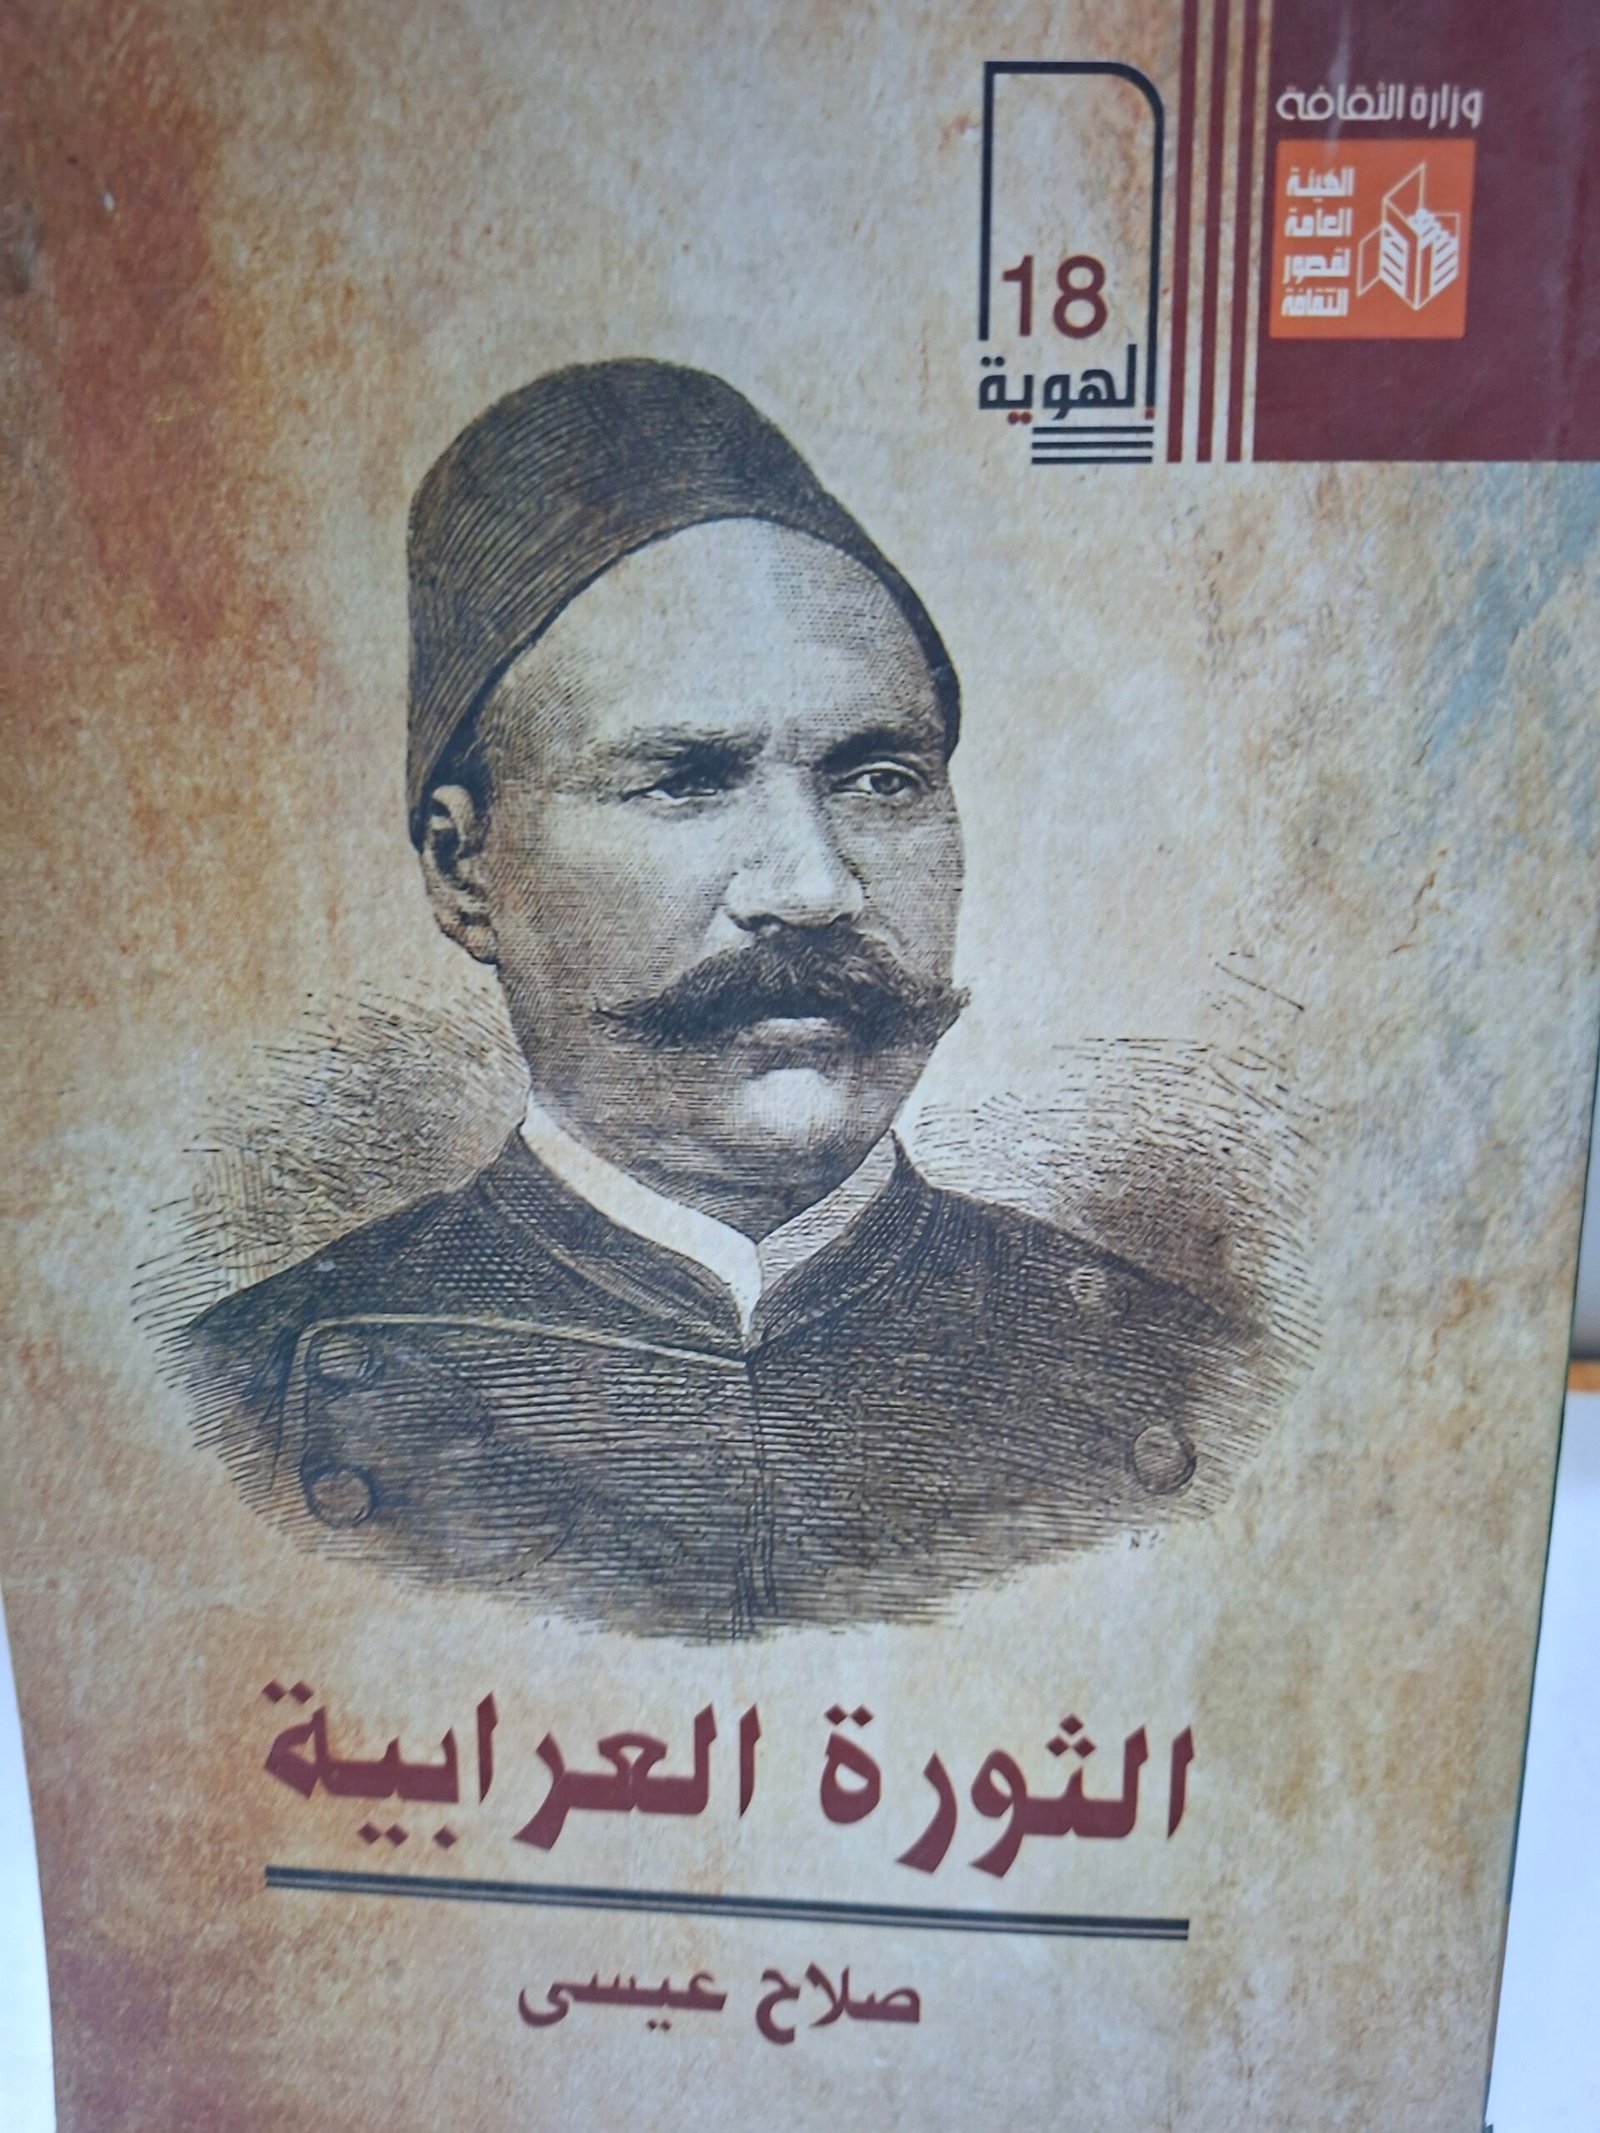 وزارة الثقافة
الهيئة
العامة
لقصور
الثقافة
18
الهوية
الثورة العرابية
صلاح عيسى